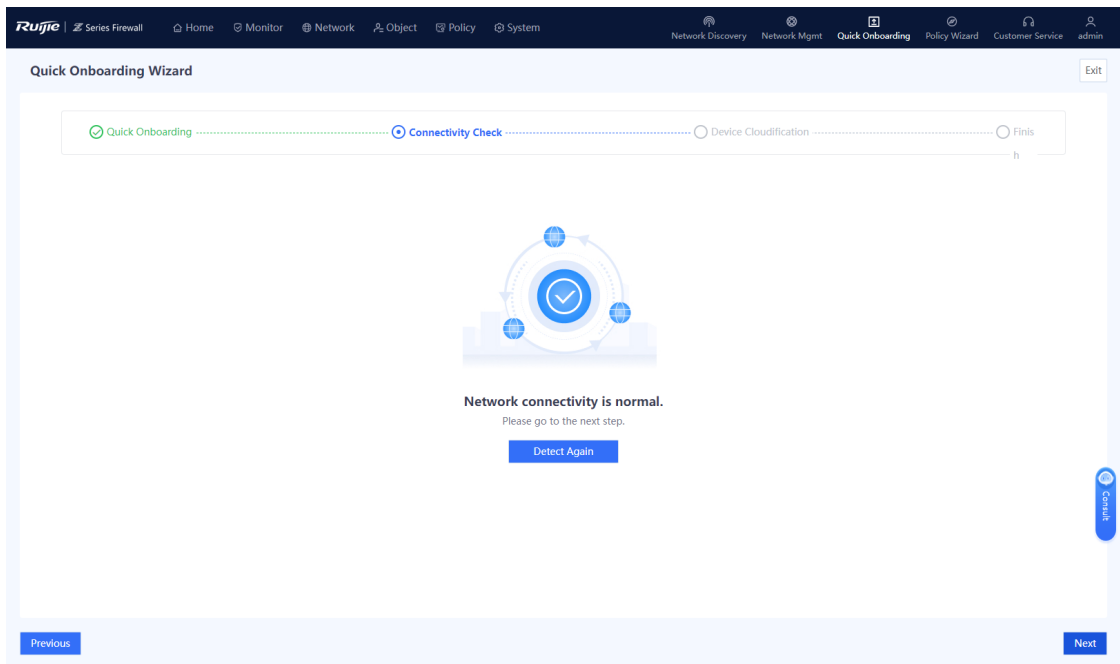 Ruijie | Z Series Firewall Home Monitor Network Object Policy System Network Discovery Network Mgmt Quick Onboarding Policy Wizard Customer Service admin
Quick Onboarding Wizard Exit
Quick Onboarding Connectivity Check Device Cloudification Finis
h
Network connectivity is normal.
Please go to the next step.
Detect Again
Consult
Previous Next